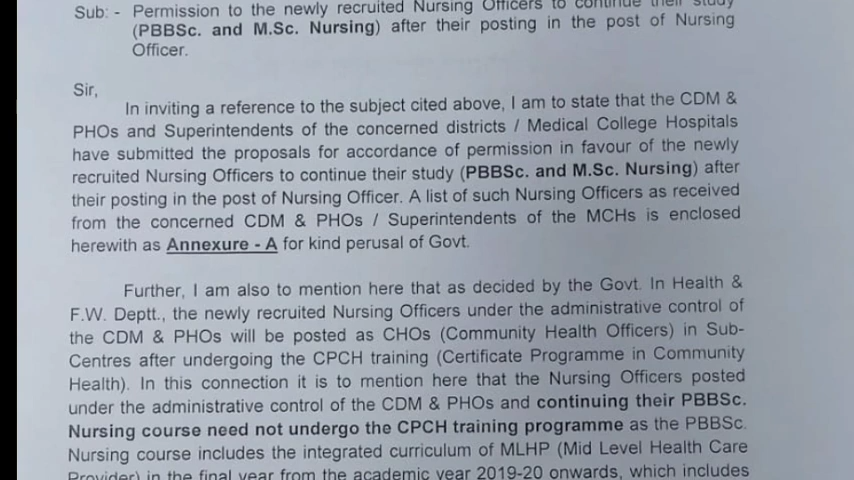 Sub: - Permission to the newly recruited Nursing Officers to continue their study
(PBBSc. and M.Sc. Nursing) after their posting in the post of Nursing
Officer.
Sir,
In inviting a reference to the subject cited above, I am to state that the CDM &
PHOs and Superintendents of the concerned districts / Medical College Hospitals
have submitted the proposals for accordance of permission in favour of the newly
recruited Nursing Officers to continue their study (PBBSc. and M.Sc. Nursing) after
their posting in the post of Nursing Officer. A list of such Nursing Officers as received
from the concerned CDM & PHOs / Superintendents of the MCHs is enclosed
herewith as Annexure - A for kind perusal of Govt.
Further, I am also to mention here that as decided by the Govt. In Health &
F.W. Deptt., the newly recruited Nursing Officers under the administrative control of
the CDM & PHOs will be posted as CHOs (Community Health Officers) in Sub-
Centres after undergoing the CPCH training (Certificate Programme in Community
Health). In this connection it is to mention here that the Nursing Officers posted
under the administrative control of the CDM & PHOs and continuing their PBBSc.
Nursing course need not undergo the CPCH training programme as the PBBSc.
Nursing course includes the integrated curriculum of MLHP (Mid Level Health Care
Provider) in the final year from the academic year 2019-20 onwards, which includes